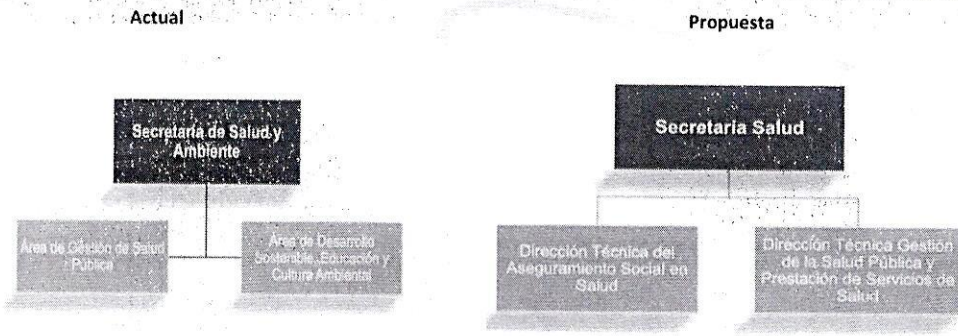 Actual
Propuesta
Secretaria de Salud y
Ambiente
Área de Gestión de Salud
Pública
Área de Desarrollo
Sostenible, Educación y
Cultura Ambiental
Secretaria Salud
Dirección Técnica del
Aseguramiento Social en
Salud
Dirección Técnica Gestión
de la Salud Pública y
Prestación de Servicios de
Salud